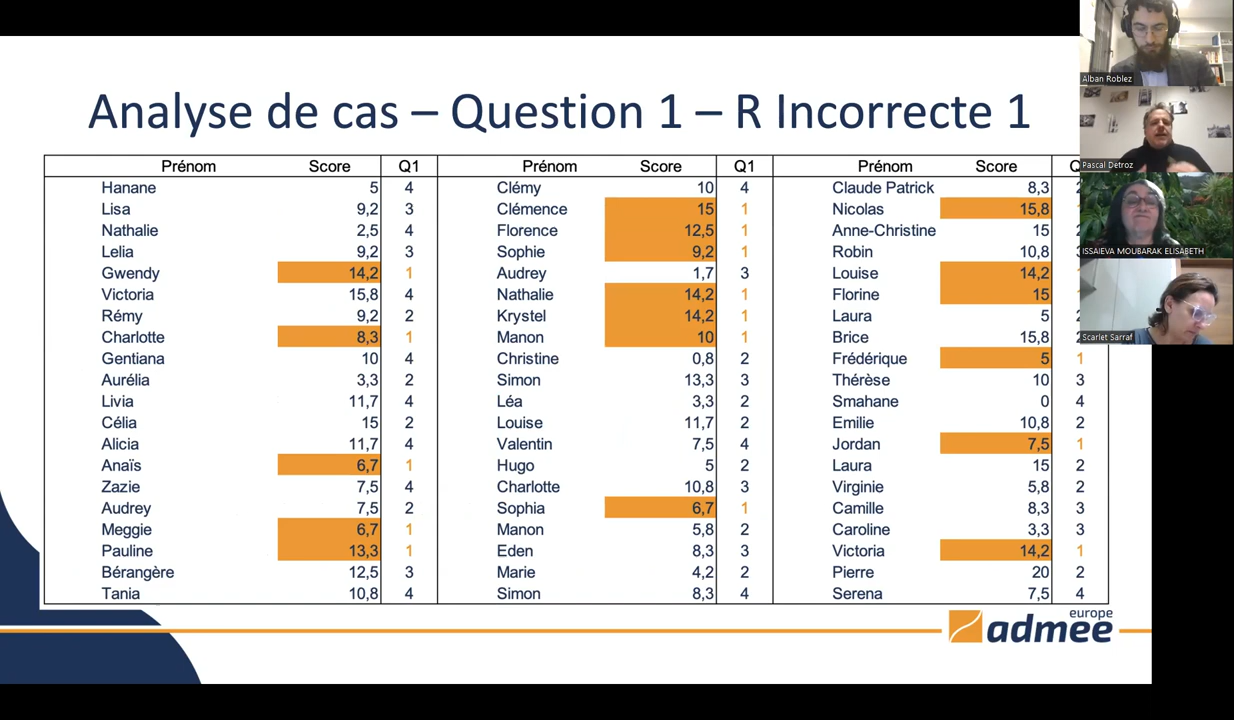 Analyse de cas – Question 1 – R Incorrecte 1
Alban Roblez
Pascal Detroz
ISSAIEVA MOUBARAK ELISABETH
Scarlet Sarraf
Prénom Score Q1 Prénom Score Q1 Prénom Score
Hanane 5 4 Clémy 10 4 Claude Patrick 8,3
Lisa 9,2 3 Clémence 15 1 Nicolas 15,8
Nathalie 2,5 4 Florence 12,5 1 Anne-Christine 15
Lelia 9,2 3 Sophie 9,2 1 Robin 10,8
Gwendy 14,2 1 Audrey 1,7 3 Louise 14,2
Victoria 15,8 4 Nathalie 14,2 1 Florine 15
Rémy 9,2 2 Krystel 14,2 1 Laura 5
Charlotte 8,3 1 Manon 10 1 Brice 15,8
Gentiana 10 4 Christine 0,8 2 Frédérique 5 1
Aurélia 3,3 2 Simon 13,3 3 Thérèse 10 3
Livia 11,7 4 Léa 3,3 2 Smahane 0 4
Célia 15 2 Louise 11,7 2 Emilie 10,8 2
Alicia 11,7 4 Valentin 7,5 4 Jordan 7,5 1
Anaïs 6,7 1 Hugo 5 2 Laura 15 2
Zazie 7,5 4 Charlotte 10,8 3 Virginie 5,8 2
Audrey 7,5 2 Sophia 6,7 1 Camille 8,3 3
Meggie 6,7 1 Manon 5,8 2 Caroline 3,3 3
Pauline 13,3 1 Eden 8,3 3 Victoria 14,2 1
Bérangère 12,5 3 Marie 4,2 2 Pierre 20 2
Tania 10,8 4 Simon 8,3 4 Serena 7,5 4
europe
admee